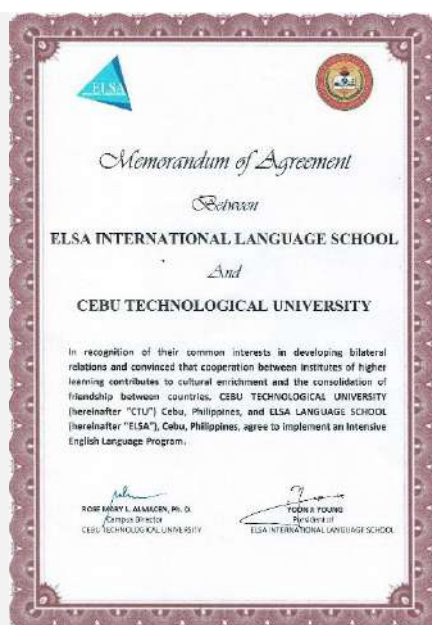 ELSA
Memorandum of Agreement
Between
ELSA INTERNATIONAL LANGUAGE SCHOOL
And
CEBU TECHNOLOGICAL UNIVERSITY
In recognition of their common interests in developing bilateral
relations and convinced that cooperation between institutes of higher
learning contributes to cultural enrichment and the consolidation of
friendship between countries, CEBU TECHNOLOGICAL UNIVERSITY
(hereinafter "CTU") Cebu, Philippines, and ELSA LANGUAGE SCHOOL
(hereinafter "ELSA"), Cebu, Philippines, agree to implement an Intensive
English Language Program.
ROSE MARY L. ALMACEN, Ph. D.
Campus Director
CEBU TECHNOLOGICAL UNIVERSITY
YOON JI YOUNG
President of
ELSA INTERNATIONAL LANGUAGE SCHOOL